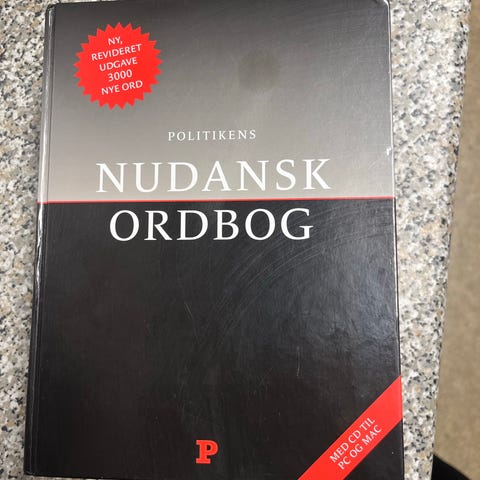 NY,
REVIDERET
UDGAVE
3000
NYE ORD
POLITIKENS
NUDANSK
ORDBOG
MED CD TIL
PC OG MAC
P